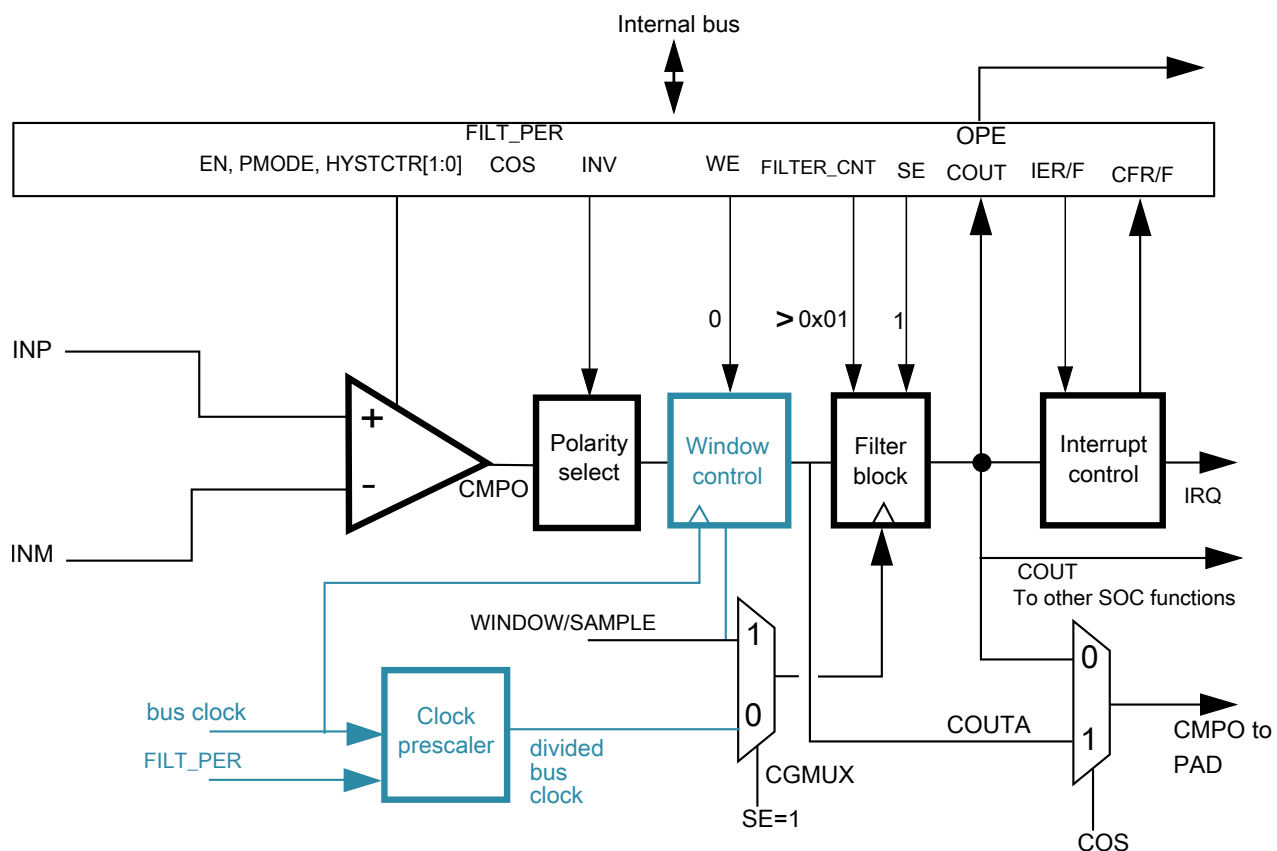 Internal bus
FILT_PER
OPE
EN, PMODE, HYSTCTR[1:0]
COS
INV
WE
FILTER_CNT
SE
COUT
IER/F
CFR/F
0
> 0x01
1
INP
+
-
INM
CMPO
Polarity
select
Window
control
Filter
block
Interrupt
control
IRQ
COUT
To other SOC functions
WINDOW/SAMPLE
1
0
0
1
bus clock
FILT_PER
Clock
prescaler
divided
bus
clock
CGMUX
SE=1
COUTA
CMPO to
PAD
COS